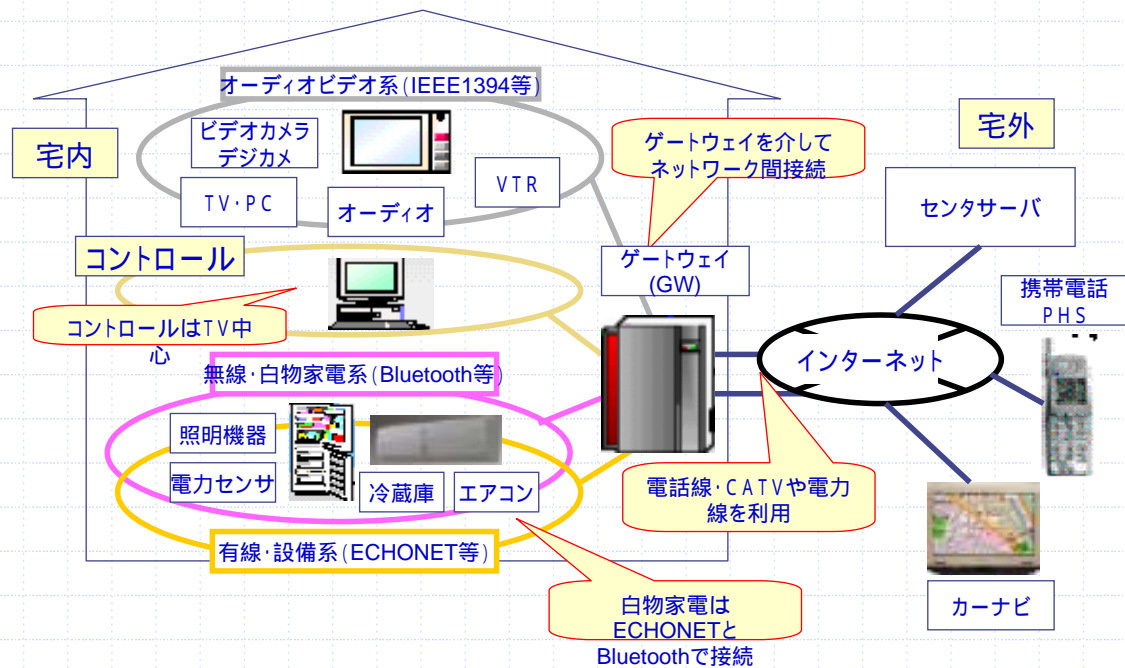 オーディオビデオ系(IEEE1394等)
宅内
ビデオカメラ
デジカメ
TV・PC
オーディオ
VTR
ゲートウェイを介して
ネットワーク間接続
宅外
センタサーバ
コントロール
ゲートウェイ
(GW)
携帯電話
PHS
コントロールはTV中
心
インターネット
無線・白物家電系(Bluetooth等)
照明機器
電力センサ
冷蔵庫
エアコン
電話線・CATVや電力
線を利用
有線・設備系(ECHONET等)
カーナビ
白物家電は
ECHONETと
Bluetoothで接続